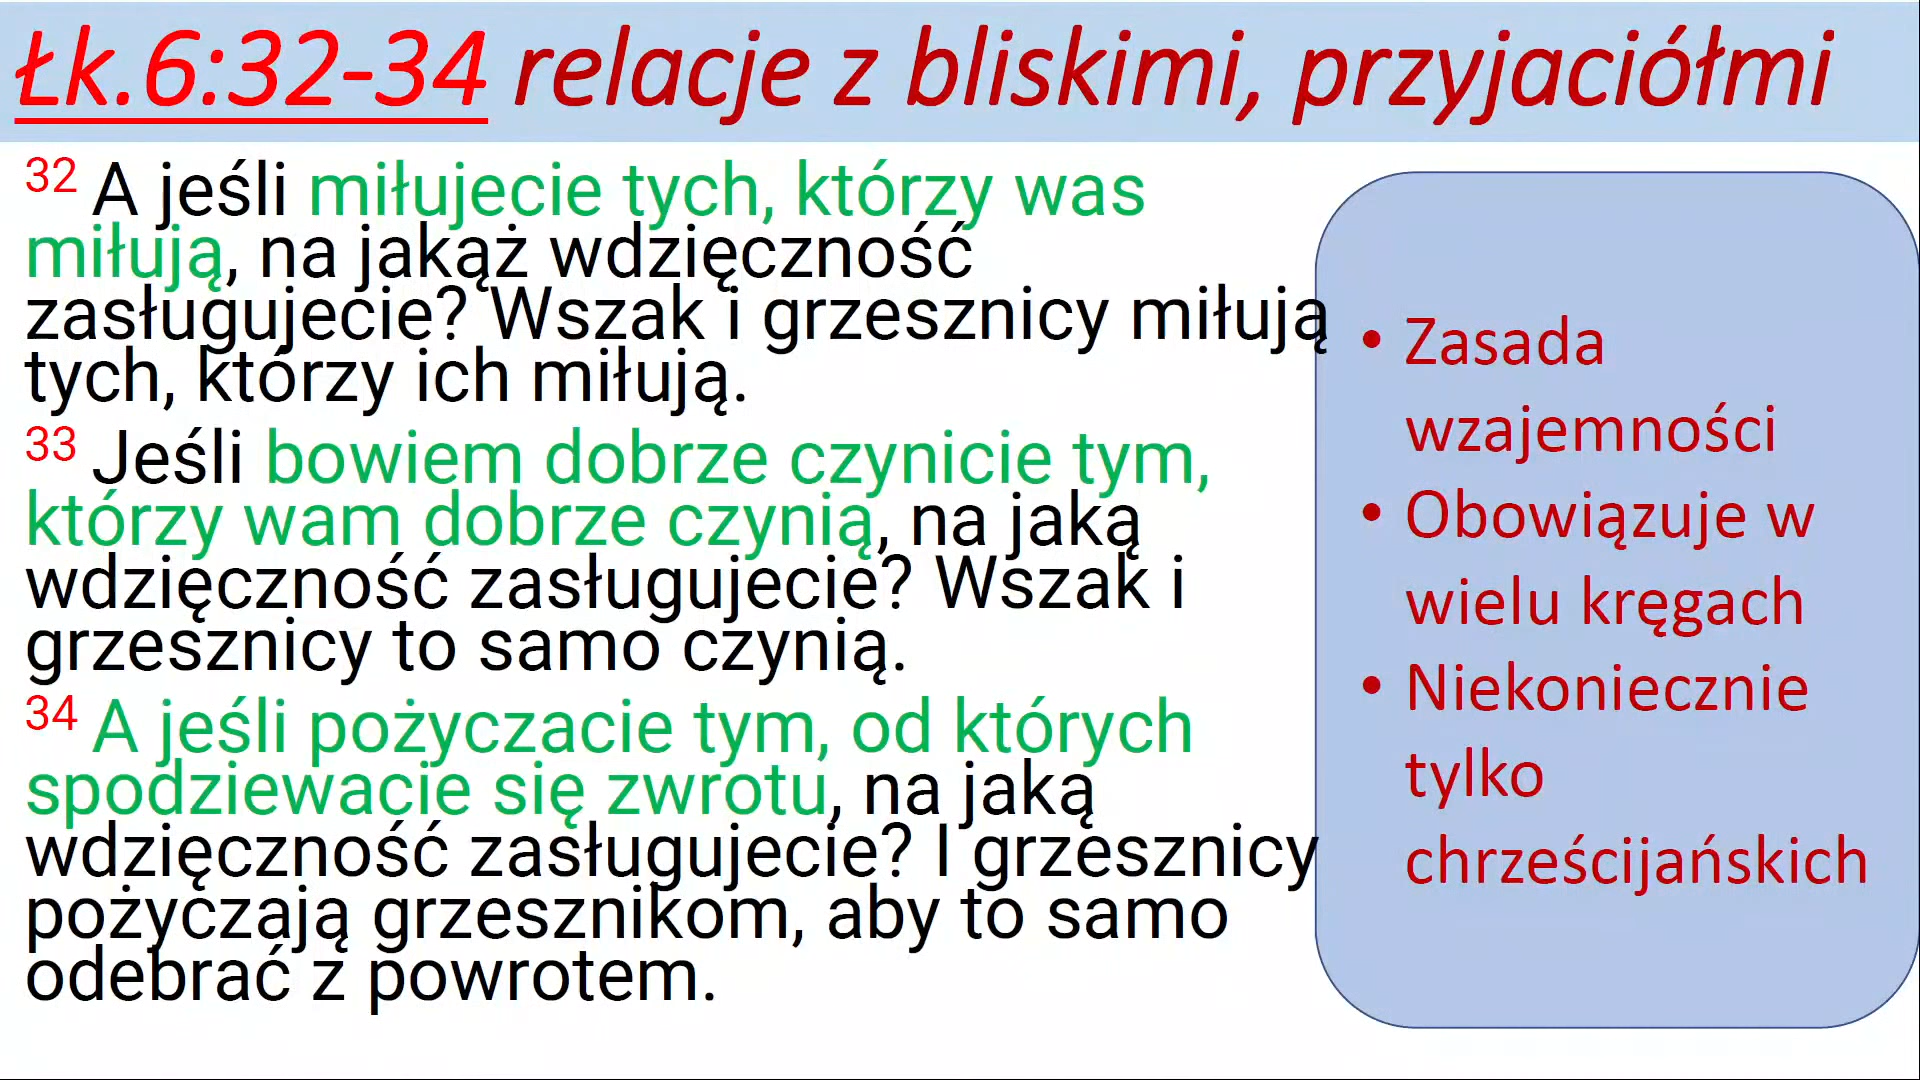 Łk.6:32-34 relacje z bliskimi, przyjaciółmi
32 A jeśli miłujecie tych, którzy was
miłują, na jakąż wdzięczność
zasługujecie? Wszak i grzesznicy miłują
tych, którzy ich miłują.
33 Jeśli bowiem dobrze czynicie tym,
którzy wam dobrze czynią, na jaką
wdzięczność zasługujecie? Wszak i
grzesznicy to samo czynią.
34 A jeśli pożyczacie tym, od których
spodziewacie się zwrotu, na jaką
wdzięczność zasługujecie? I grzesznicy
pożyczają grzesznikom, aby to samo
odebrać z powrotem.
• Zasada
wzajemności
• Obowiązuje w
wielu kręgach
• Niekoniecznie
tylko
chrześcijańskich